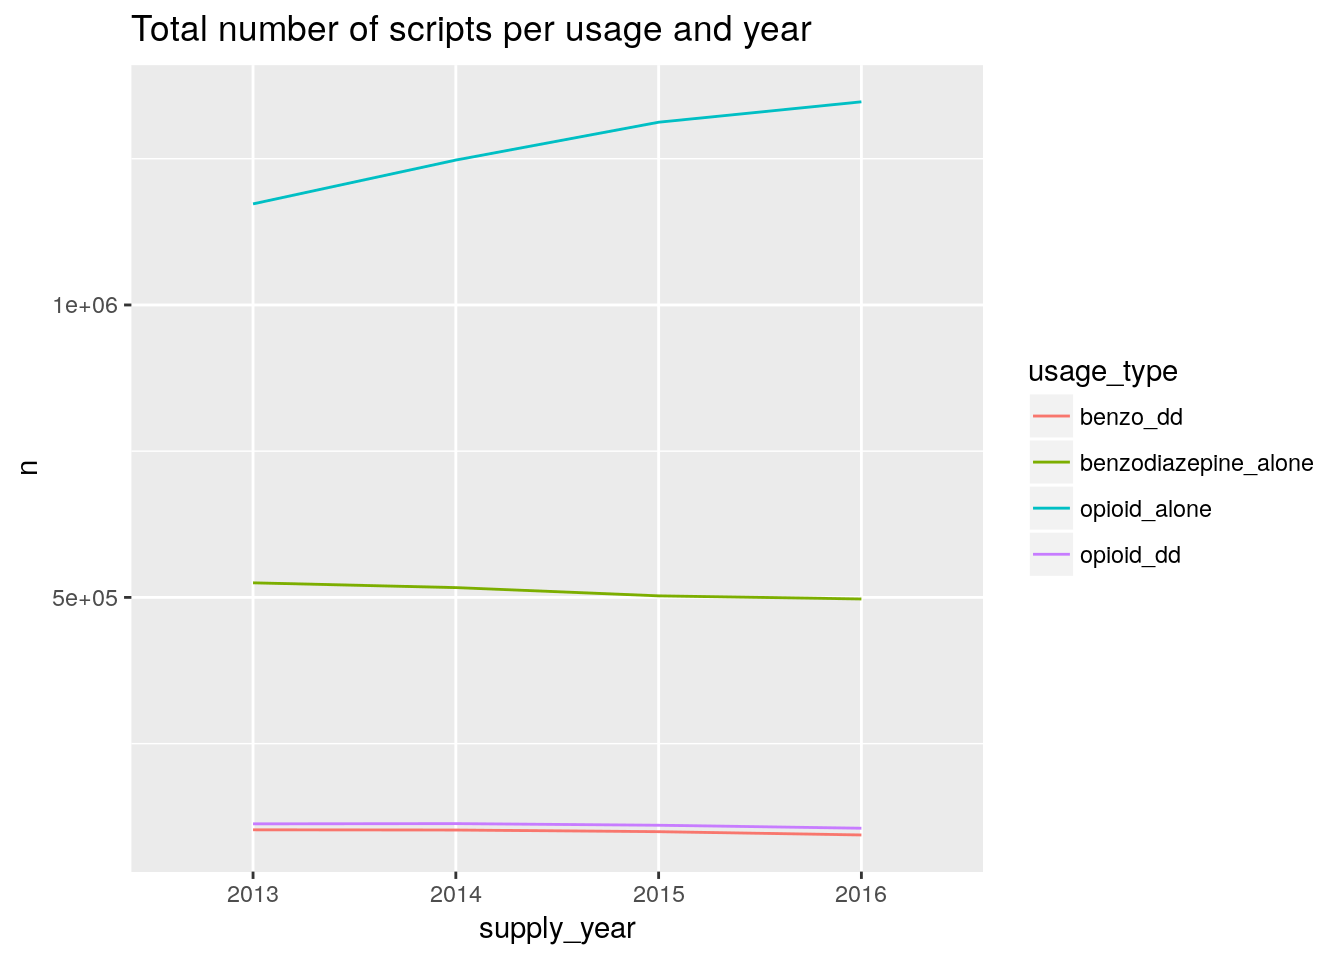 Total number of scripts per usage and year
1e+06
5e+05
n
2013 2014 2015 2016
supply_year
usage_type
benzo_dd
benzodiazepine_alone
opioid_alone
opioid_dd